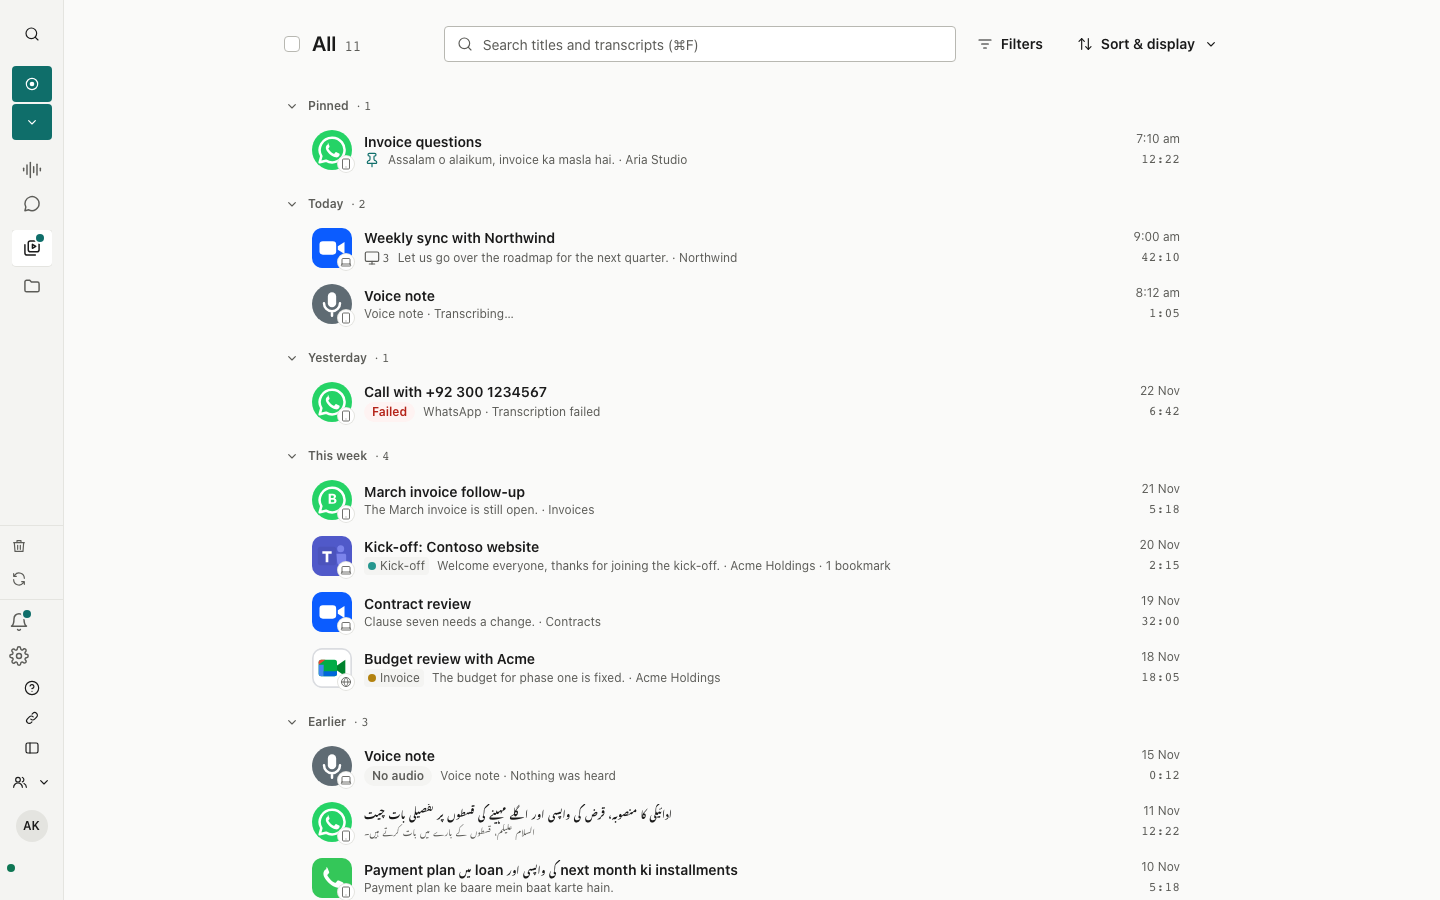 All 11
Search titles and transcripts (⌘F)
Filters
Sort & display
Pinned · 1
Invoice questions
7:10 am
Assalam o alaikum, invoice ka masla hai. · Aria Studio
12:22
Today · 2
Weekly sync with Northwind
9:00 am
3 Let us go over the roadmap for the next quarter. · Northwind
42:10
Voice note
8:12 am
Voice note · Transcribing...
1:05
Yesterday · 1
Call with +92 300 1234567
22 Nov
Failed WhatsApp · Transcription failed
6:42
This week · 4
B
March invoice follow-up
21 Nov
The March invoice is still open. · Invoices
5:18
T
Kick-off: Contoso website
20 Nov
Kick-off Welcome everyone, thanks for joining the kick-off. · Acme Holdings · 1 bookmark
2:15
Contract review
19 Nov
Clause seven needs a change. · Contracts
32:00
Budget review with Acme
18 Nov
Invoice The budget for phase one is fixed. · Acme Holdings
18:05
Earlier · 3
Voice note
15 Nov
No audio Voice note · Nothing was heard
0:12
ادائیگی کا منصوبہ، قرض کی واپسی اور اگلے مہینے کی قسطوں پر تفصیلی بات چیت
11 Nov
السلام علیکم، قسطوں کے بارے میں بات کرتے ہیں۔
12:22
Payment plan میں loan کی واپسی اور next month ki installments
10 Nov
Payment plan ke baare mein baat karte hain.
5:18
AK